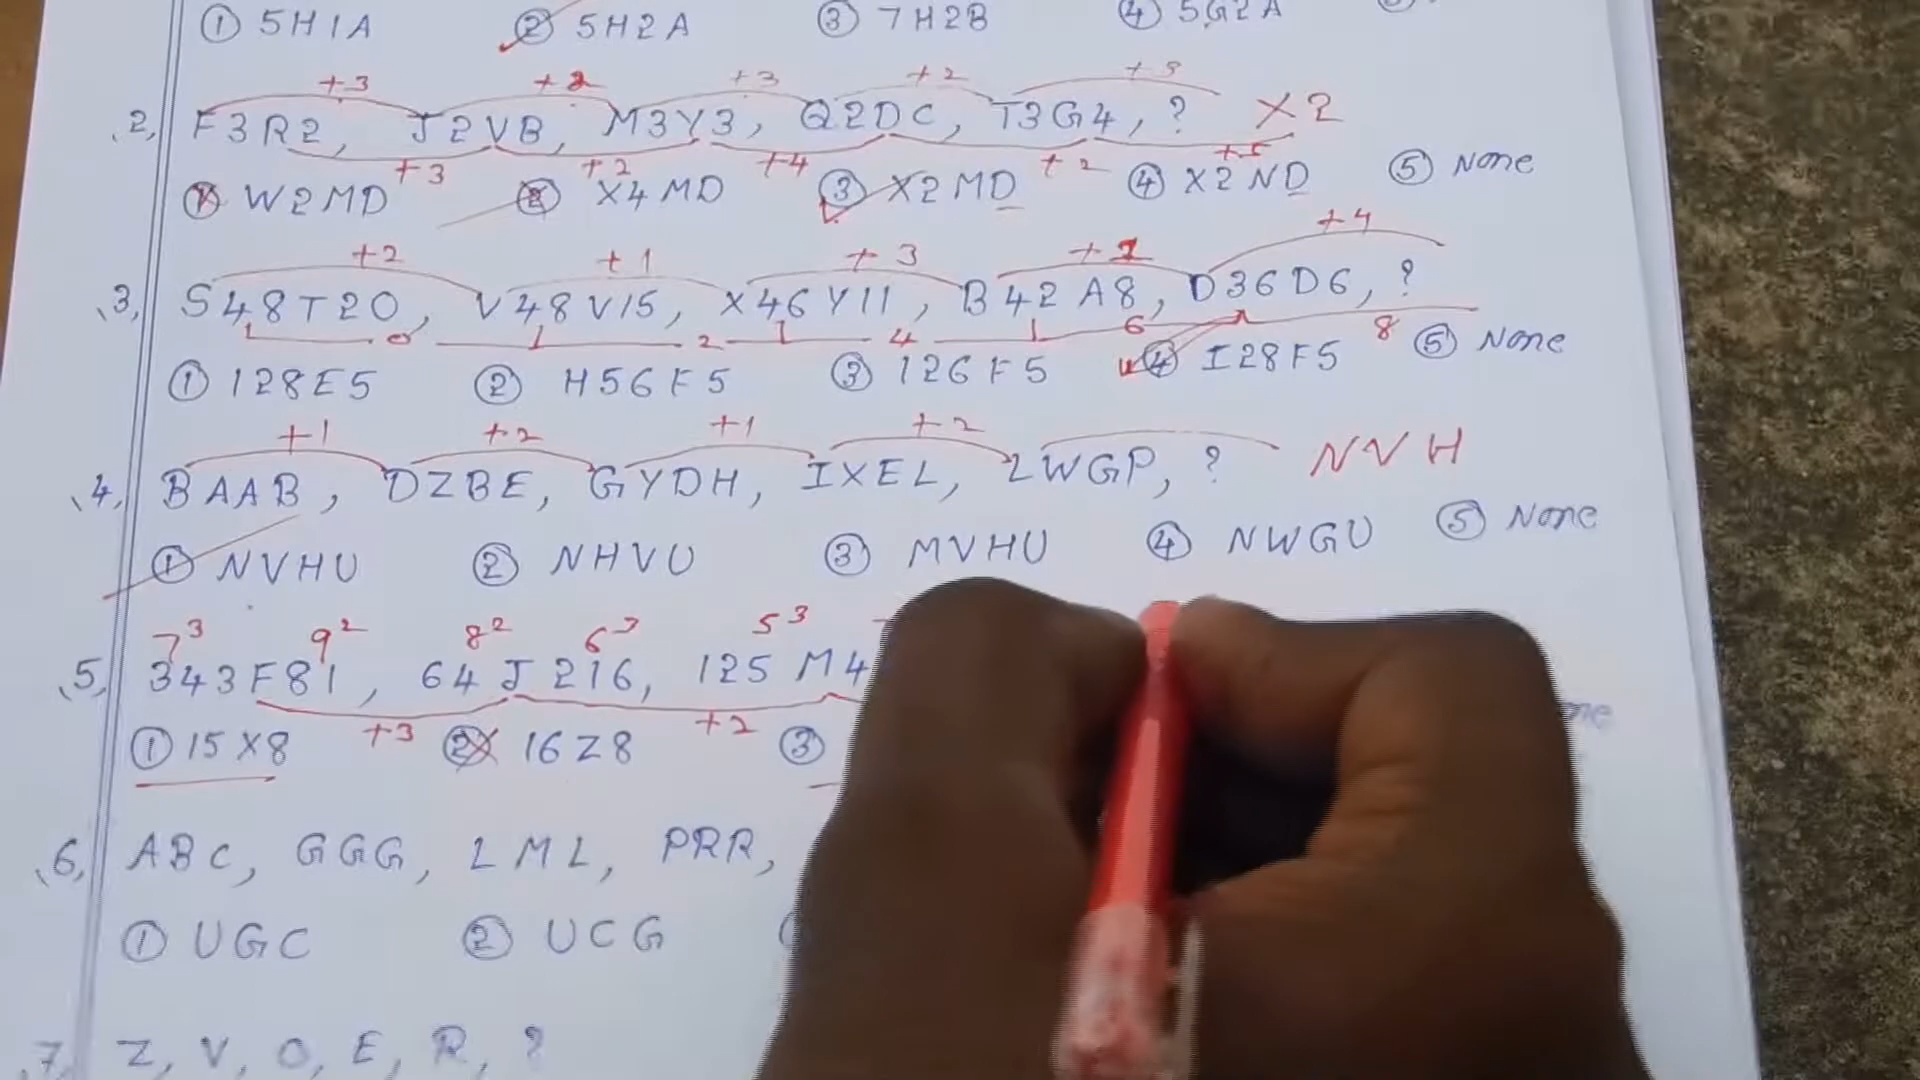 ① 5H1A ② 5H2A ③ 7H2B ④ 5G2A
+3 +2 +3 +2 +3
2, F3R2, J2VB, M3Y3, Q2DC, T3G4, ? X2
+3 +2 +4 +2 +5
① W2MD ② X4MD ③ X2MD ④ X2ND ⑤ None
+2 +1 +3 +1 +4
3, S48T20, V48V15, X46Y11, B42A8, D36D6, ?
0 2 4 6 8
① 128E5 ② H56F5 ③ 126F5 ④ I28F5 ⑤ None
+1 +2 +1 +2
4, BAAB, DZBE, GYDH, IXEL, LWGP, ? NVH
① NVHU ② NHVU ③ MVHU ④ NWGU ⑤ None
7³ 9² 8² 6³ 5³
5, 343F81, 64J216, 125M4
+3 +2
① 15X8 ② 16Z8 ③
6, ABC, GGG, LML, PRR,
① UGC ② UCG
7, Z, V, O, E, R, ?